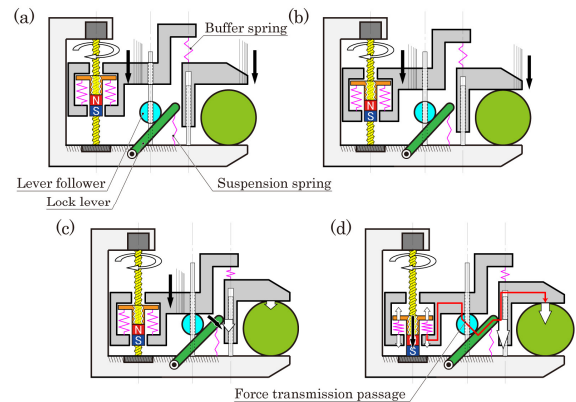 (a)
Buffer spring
(b)
N
S
N
S
Lever follower
Suspension spring
Lock lever
(c)
(d)
N
S
S
Force transmission passage